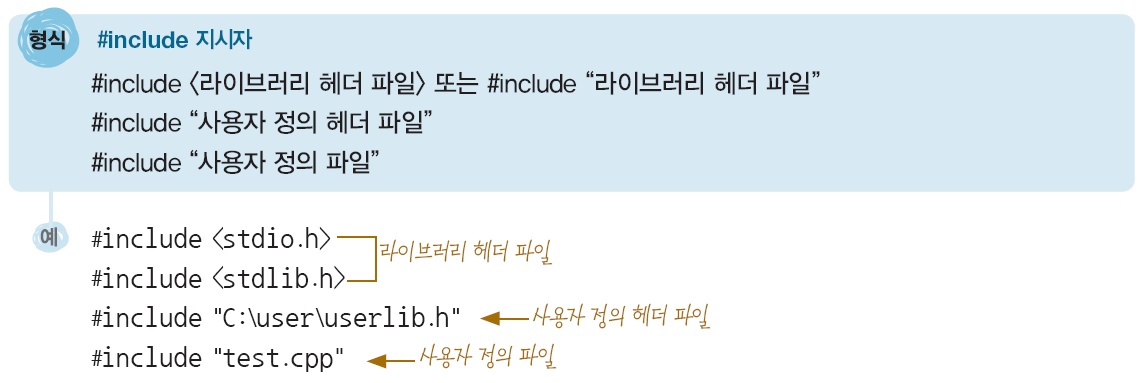 형식 #include 지시자
#include 〈라이브러리 헤더 파일〉 또는 #include “라이브러리 헤더 파일”
#include “사용자 정의 헤더 파일”
#include “사용자 정의 파일”
예 #include 〈stdio.h〉
라이브러리 헤더 파일
#include 〈stdlib.h〉
#include "C:\user\userlib.h" 사용자 정의 헤더 파일
#include "test.cpp" 사용자 정의 파일